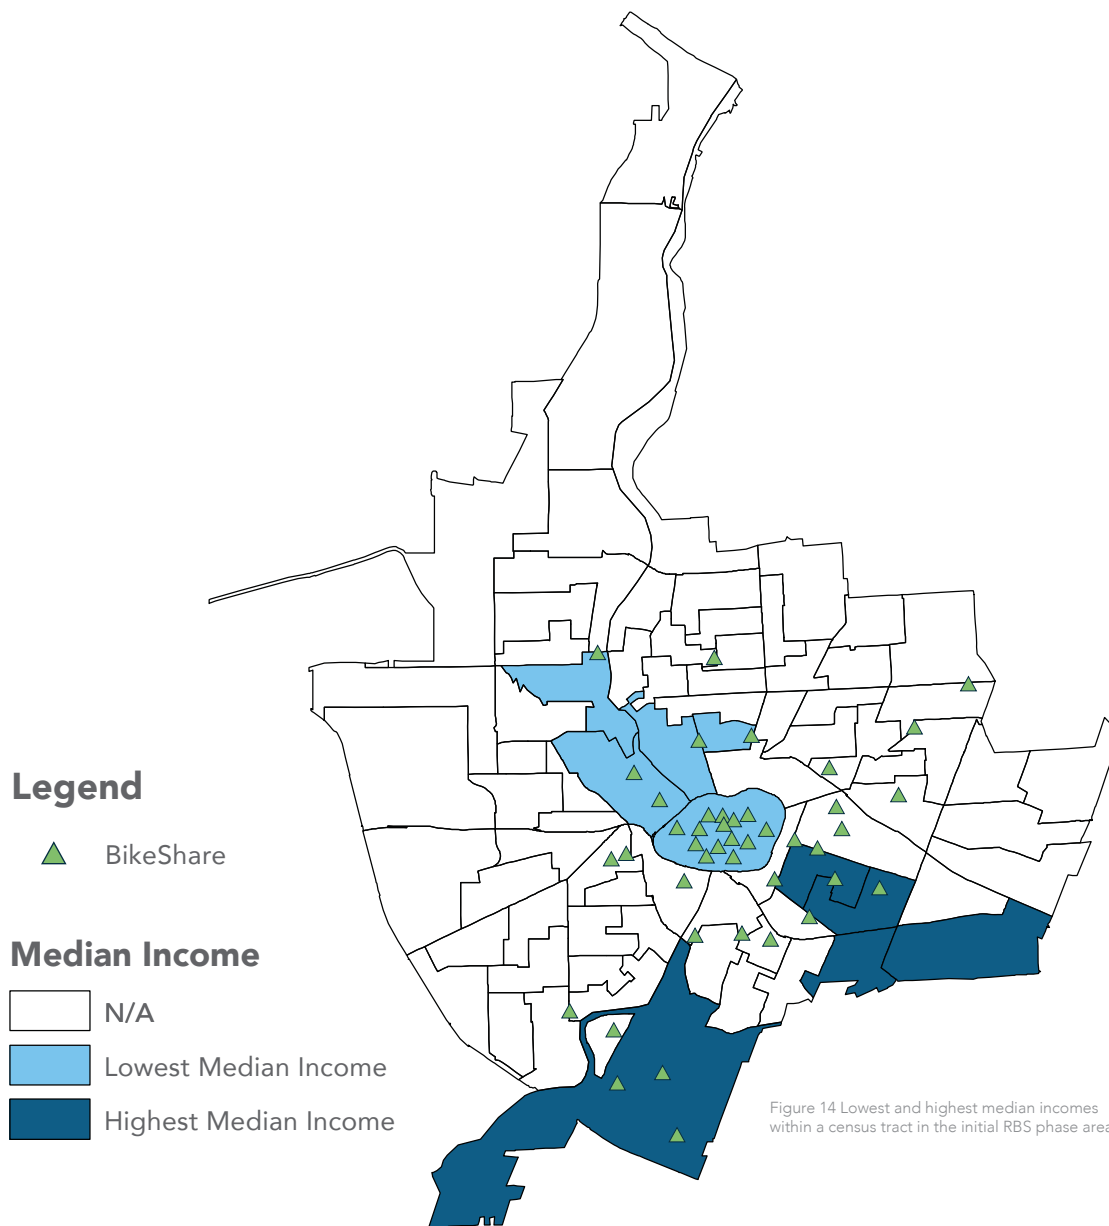 Legend
BikeShare
Median Income
N/A
Lowest Median Income
Highest Median Income
Figure 14 Lowest and highest median incomes
within a census tract in the initial RBS phase area